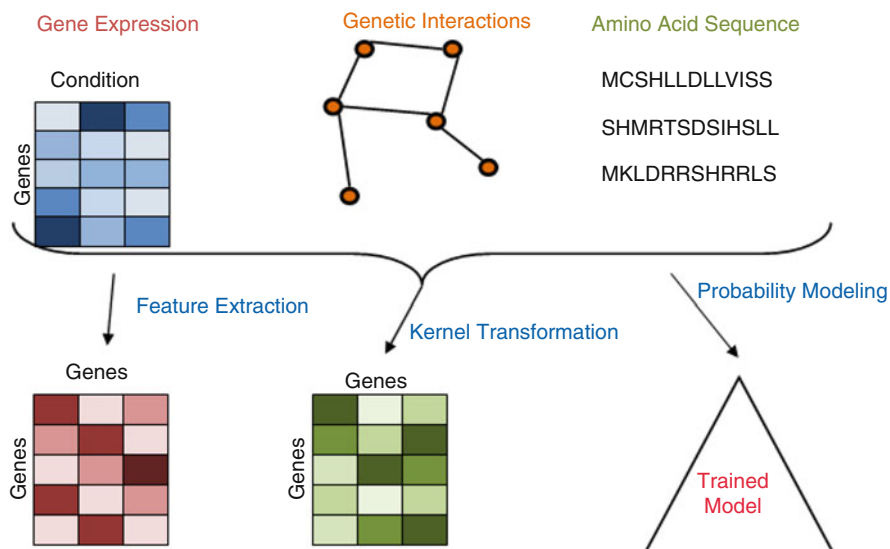 Gene Expression
Genetic Interactions
Amino Acid Sequence
Condition
Genes
MCSHLLDLLVISS
SHMRTSDSIHSLL
MKLDRRSHRRLS
Feature Extraction
Kernel Transformation
Probability Modeling
Genes
Genes
Genes
Genes
Trained
Model